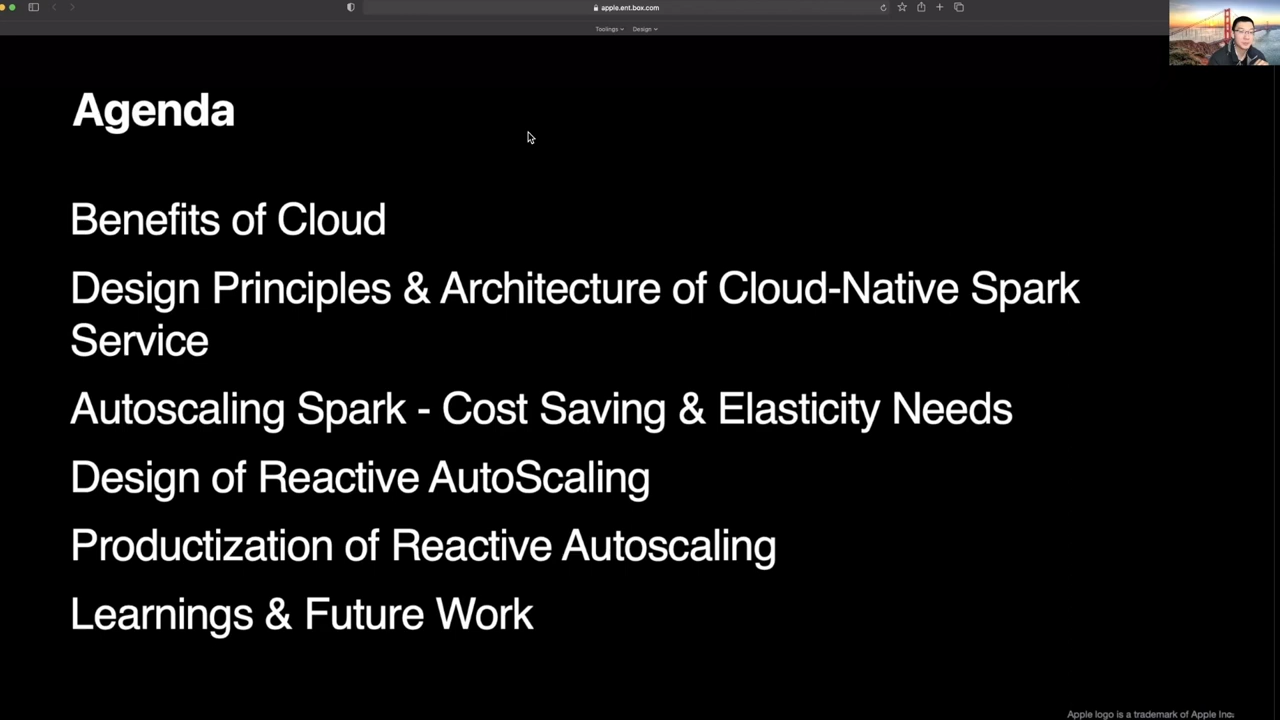 apple.ent.box.com
Toolings
Design
Agenda
Benefits of Cloud
Design Principles & Architecture of Cloud-Native Spark
Service
Autoscaling Spark - Cost Saving & Elasticity Needs
Design of Reactive AutoScaling
Productization of Reactive Autoscaling
Learnings & Future Work
Apple logo is a trademark of Apple Inc.